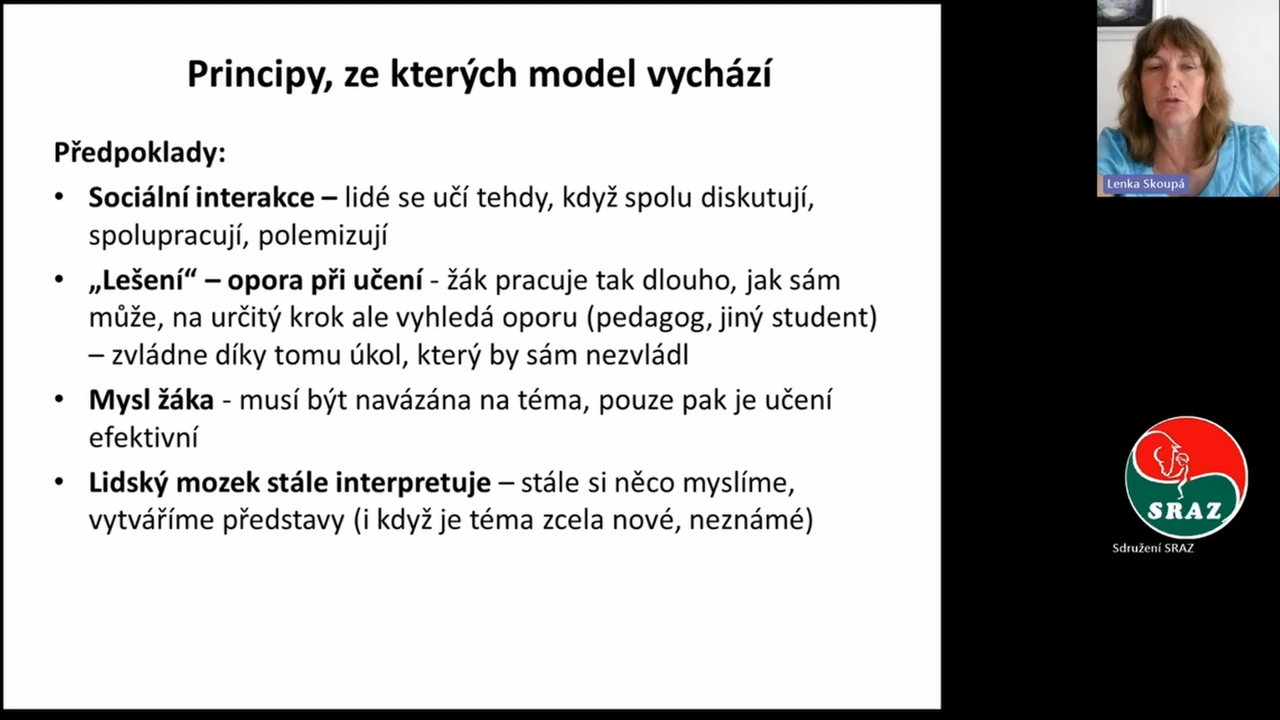 Principy, ze kterých model vychází
Předpoklady:
• Sociální interakce – lidé se učí tehdy, když spolu diskutují,
spolupracují, polemizují
• „Lešení“ – opora při učení - žák pracuje tak dlouho, jak sám
může, na určitý krok ale vyhledá oporu (pedagog, jiný student)
– zvládne díky tomu úkol, který by sám nezvládl
• Mysl žáka - musí být navázána na téma, pouze pak je učení
efektivní
• Lidský mozek stále interpretuje – stále si něco myslíme,
vytváříme představy (i když je téma zcela nové, neznámé)
Lenka Skoupá
SRAZ
Sdružení SRAZ